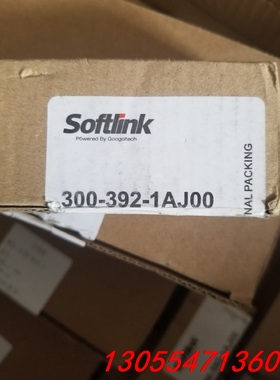 Softlink
Powered By Googoltech
300-392-1AJ00
NAL PACKING
13055471360